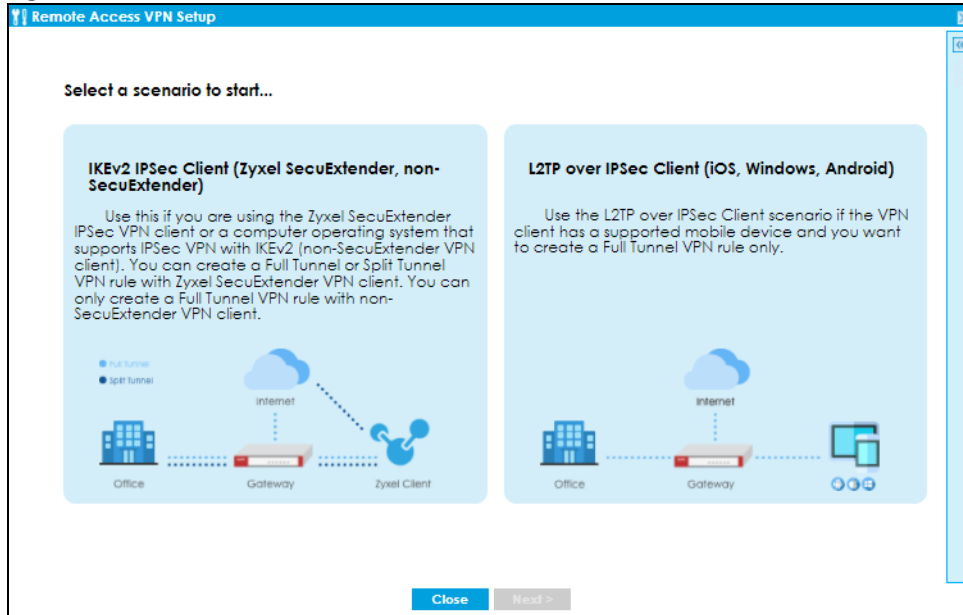 Remote Access VPN Setup
Select a scenario to start...
IKEv2 IPSec Client (Zyxel SecuExtender, non-
SecuExtender)
Use this if you are using the Zyxel SecuExtender
IPSec VPN client or a computer operating system that
supports IPSec VPN with IKEv2 (non-SecuExtender VPN
client). You can create a Full Tunnel or Split Tunnel
VPN rule with Zyxel SecuExtender VPN client. You can
only create a Full Tunnel VPN rule with non-
SecuExtender VPN client.
Full Tunnel
Split Tunnel
Internet
Office
Gateway
Zyxel Client
L2TP over IPSec Client (iOS, Windows, Android)
Use the L2TP over IPSec Client scenario if the VPN
client has a supported mobile device and you want
to create a Full Tunnel VPN rule only.
Internet
Office
Gateway
Close
Next >